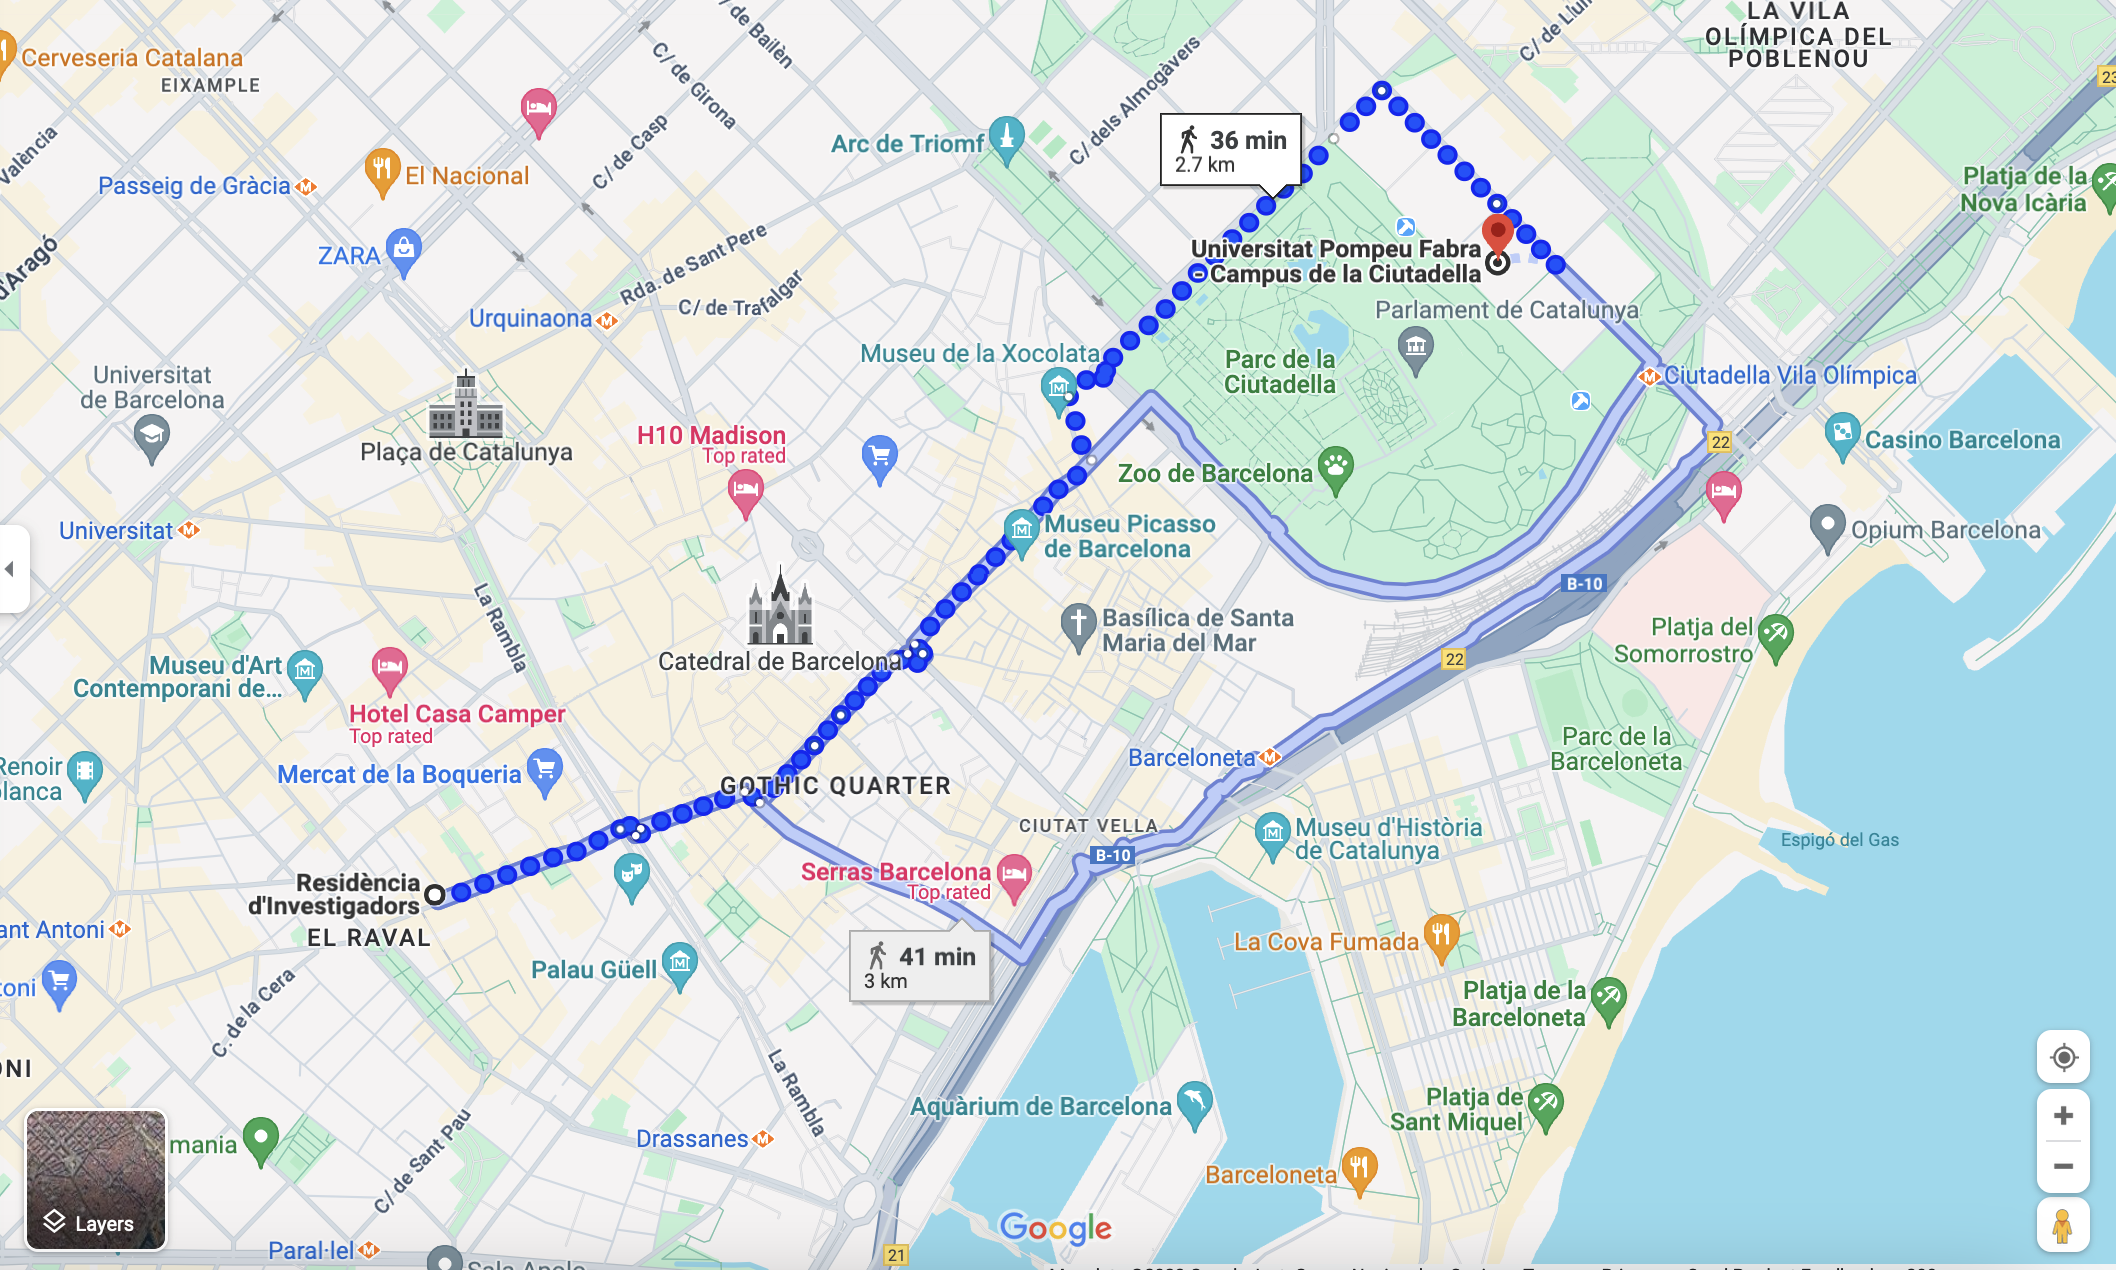 LA VILA
OLÍMPICA DEL
POBLENOU
C/ de Llull
Cerveseria Catalana
EIXAMPLE
C/ de Bailèn
C/ de Girona
C/ de Casp
C/ dels Almogàvers
València
d'Aragó
Passeig de Gràcia
El Nacional
ZARA
Arc de Triomf
36 min
2.7 km
23
Platja de la
Nova Icària
Rda. de Sant Pere
C/ de Trafalgar
Urquinaona
Universitat Pompeu Fabra
- Campus de la Ciutadella
Parlament de Catalunya
Museu de la Xocolata
Parc de la
Ciutadella
Ciutadella Vila Olímpica
Universitat
de Barcelona
Plaça de Catalunya
H10 Madison
Top rated
Zoo de Barcelona
22
Casino Barcelona
Universitat
Museu Picasso
de Barcelona
Opium Barcelona
La Rambla
B-10
Basílica de Santa
Maria del Mar
Platja del
Somorrostro
Catedral de Barcelona
22
Museu d'Art
Contemporani de...
Hotel Casa Camper
Top rated
Parc de la
Barceloneta
Barceloneta
Renoir
Mercat de la Boqueria
GOTHIC QUARTER
CIUTAT VELLA
B-10
Museu d'Història
de Catalunya
Espigó del Gas
Serras Barcelona
Top rated
Residència
d'Investigadors
EL RAVAL
ant Antoni
41 min
3 km
La Cova Fumada
Palau Güell
toni
Platja de la
Barceloneta
C. de la Cera
ONI
La Rambla
Aquàrium de Barcelona
Platja de
Sant Miquel
Drassanes
mania
C/ de Sant Pau
Barceloneta
Layers
Google
Paral·lel
21
Sala Apolo